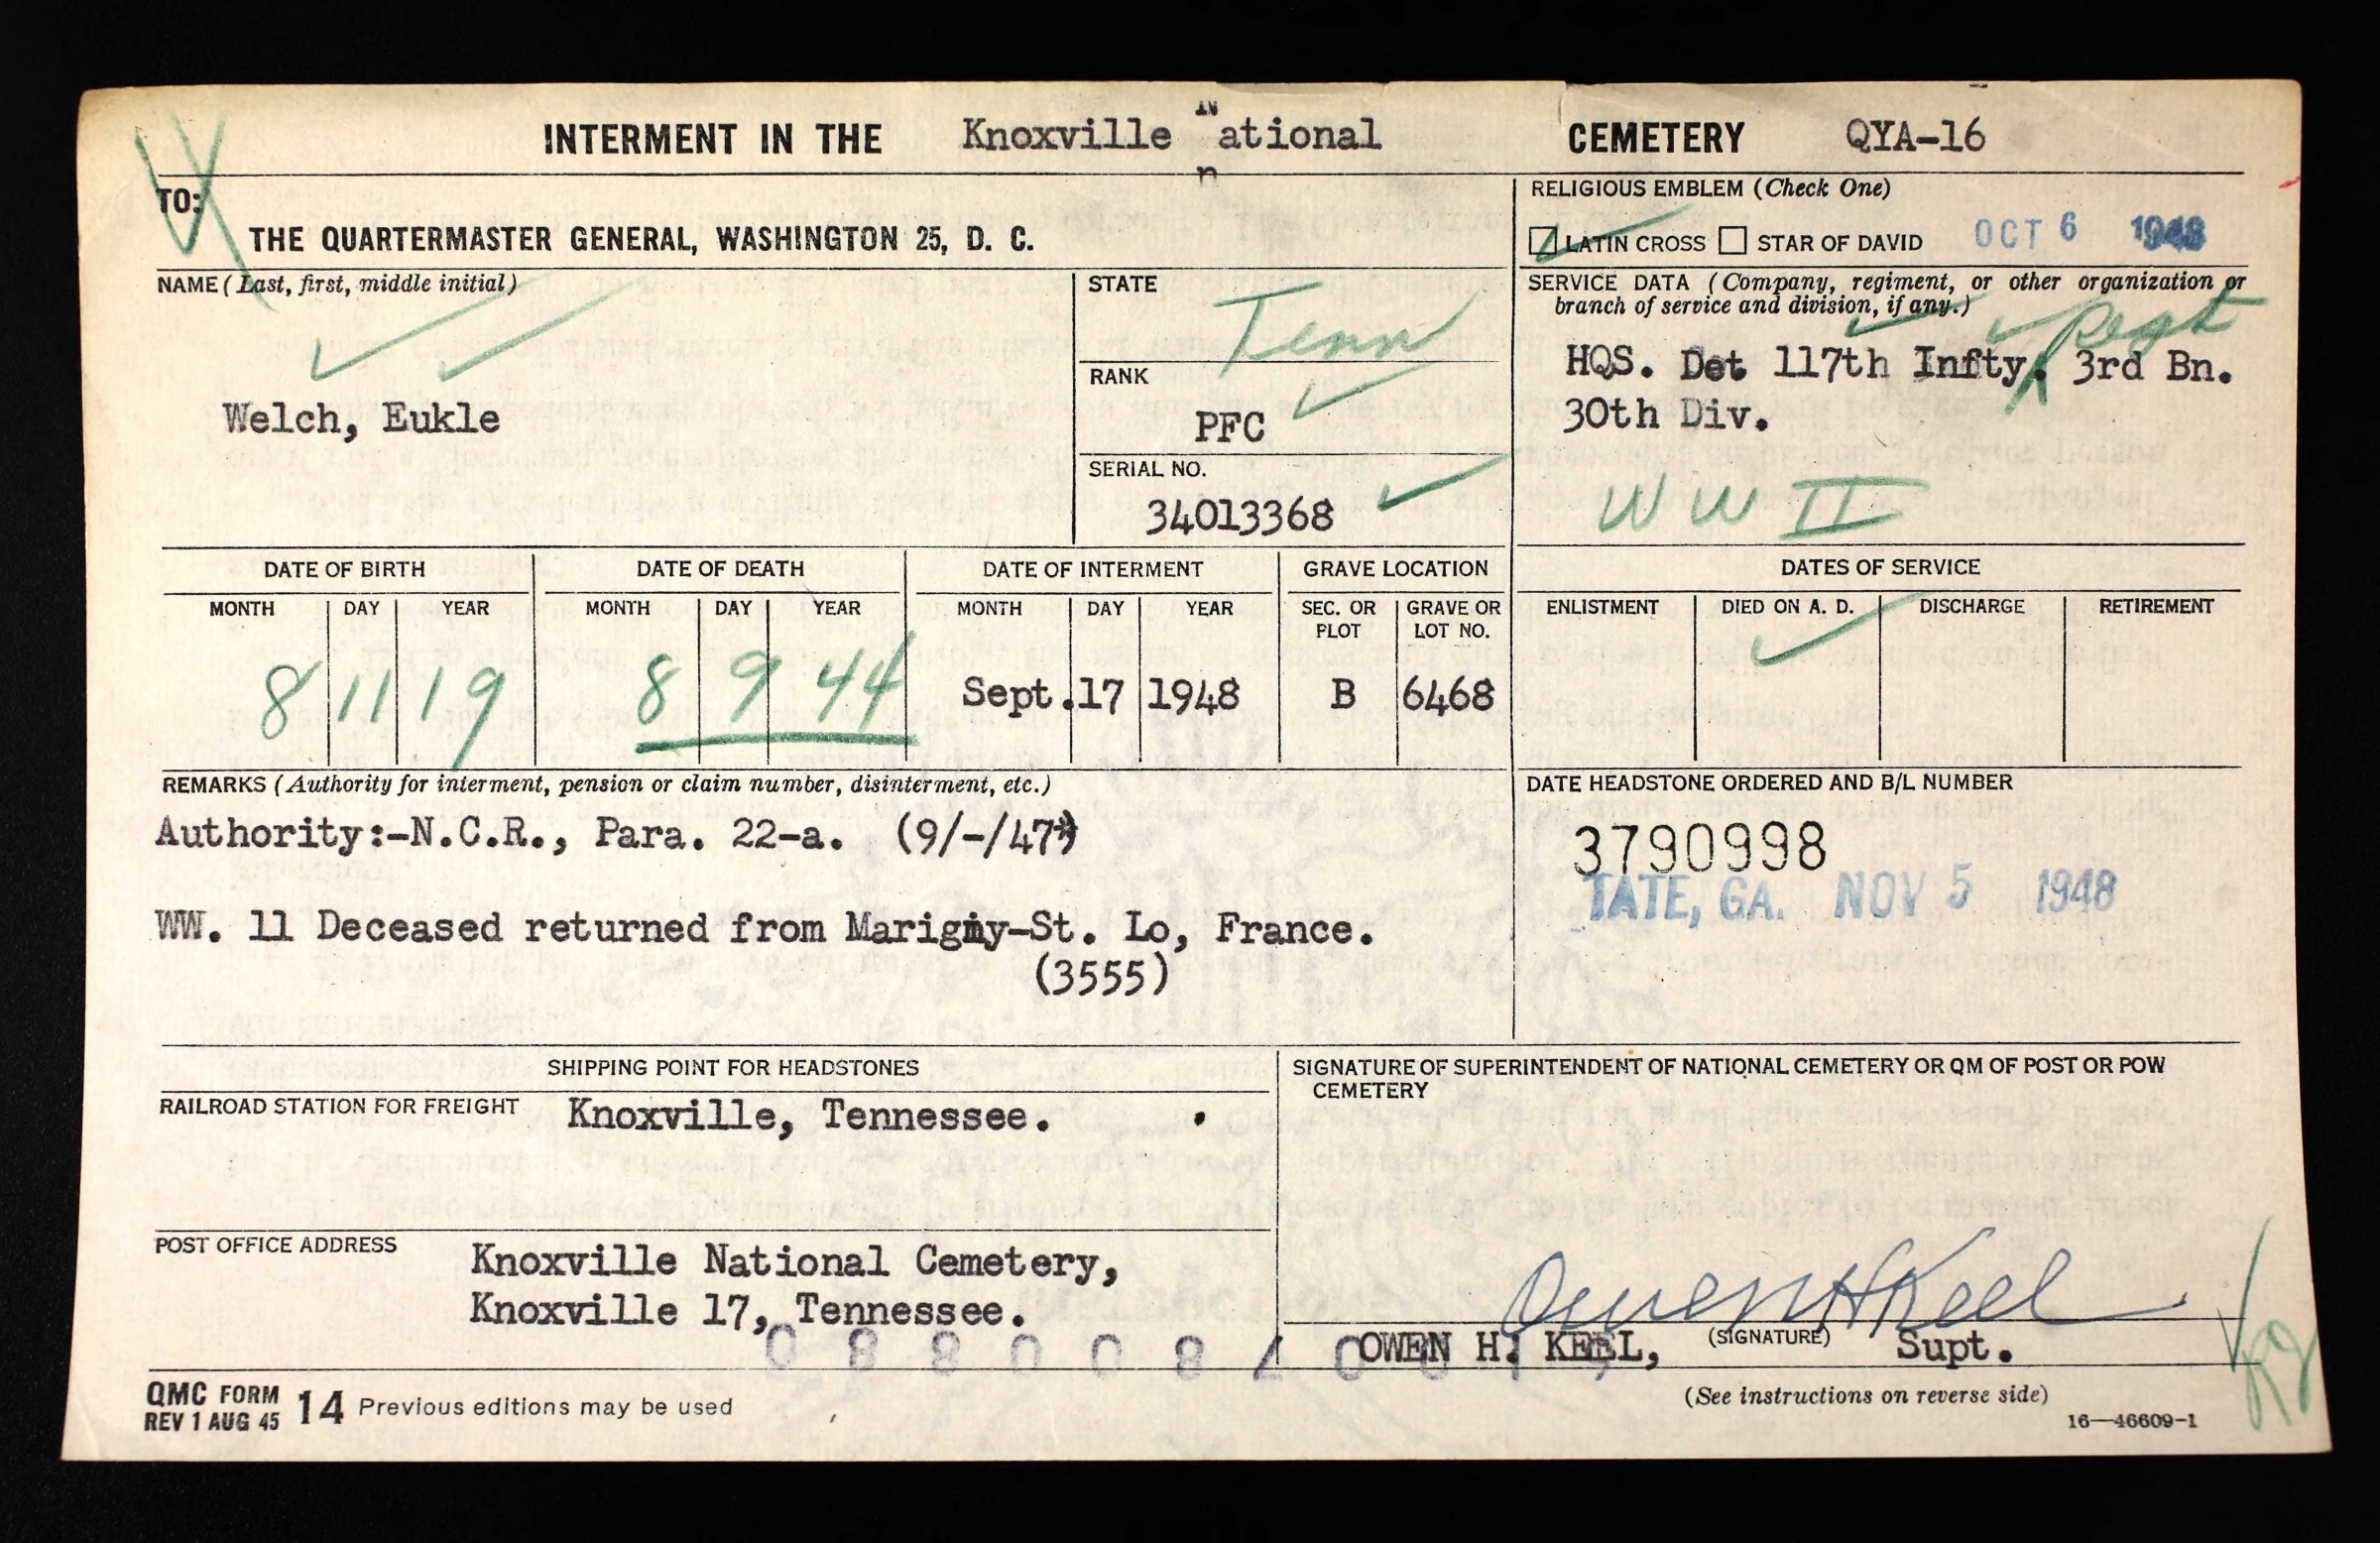 INTERMENT IN THE Knoxville National CEMETERY QYA-16
TO:
THE QUARTERMASTER GENERAL, WASHINGTON 25, D. C.
RELIGIOUS EMBLEM (Check One)
LATIN CROSS STAR OF DAVID OCT 6 1948
NAME (Last, first, middle initial)
Welch, Eukle
STATE
Tenn
RANK
PFC
SERIAL NO.
34013368
SERVICE DATA (Company, regiment, or other organization or
branch of service and division, if any.)
Regt
HQS. Det 117th Infty. 3rd Bn.
30th Div.
WW II
DATE OF BIRTH DATE OF DEATH DATE OF INTERMENT GRAVE LOCATION DATES OF SERVICE
MONTH DAY YEAR MONTH DAY YEAR MONTH DAY YEAR SEC. OR PLOT GRAVE OR LOT NO. ENLISTMENT DIED ON A. D. DISCHARGE RETIREMENT
8 11 19 8 9 44 Sept. 17 1948 B 6468
REMARKS (Authority for interment, pension or claim number, disinterment, etc.)
Authority:-N.C.R., Para. 22-a. (9/-/47)
WW. 11 Deceased returned from Marigny-St. Lo, France.
(3555)
DATE HEADSTONE ORDERED AND B/L NUMBER
3790998
TATE, GA. NOV 5 1948
SHIPPING POINT FOR HEADSTONES
RAILROAD STATION FOR FREIGHT Knoxville, Tennessee.
POST OFFICE ADDRESS
Knoxville National Cemetery,
Knoxville 17, Tennessee.
SIGNATURE OF SUPERINTENDENT OF NATIONAL CEMETERY OR QM OF POST OR POW
CEMETERY
Owen H Keel
OWEN H. KEEL, (SIGNATURE) Supt.
QMC FORM 14 Previous editions may be used
REV 1 AUG 45
(See instructions on reverse side)
16—46609-1